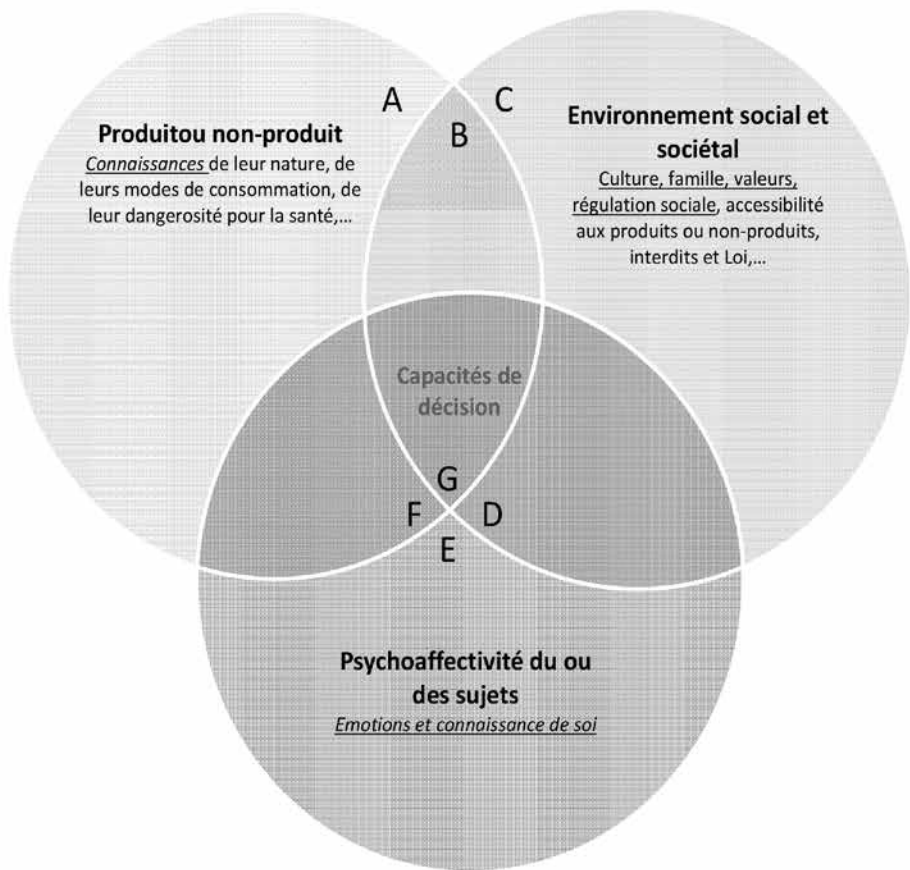 A
C
B
Produitou non-produit
Connaissances de leur nature, de
leurs modes de consommation, de
leur dangerosité pour la santé,...
Environnement social et
sociétal
Culture, famille, valeurs,
régulation sociale, accessibilité
aux produits ou non-produits,
interdits et Loi,...
Capacités de
décision
G
F
D
E
Psychoaffectivité du ou
des sujets
Emotions et connaissance de soi